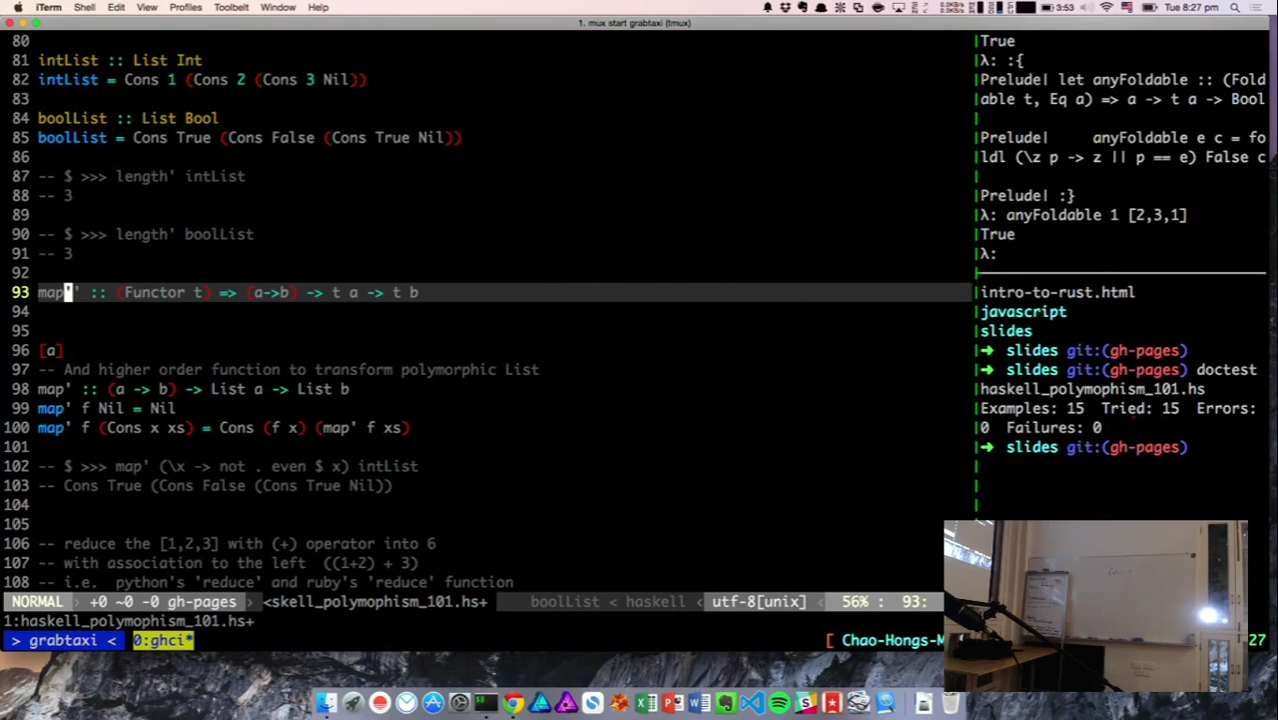 iTerm Shell Edit View Profiles Toolbelt Window Help
3:53 Tue 8:27 pm
1. mux start grabtaxi (tmux)
80
81 intList :: List Int
82 intList = Cons 1 (Cons 2 (Cons 3 Nil))
83
84 boolList :: List Bool
85 boolList = Cons True (Cons False (Cons True Nil))
86
87 -- $ >>> length' intList
88 -- 3
89
90 -- $ >>> length' boolList
91 -- 3
92
93 map'' :: (Functor t) => (a->b) -> t a -> t b
94
95
96 [a]
97 -- And higher order function to transform polymorphic List
98 map' :: (a -> b) -> List a -> List b
99 map' f Nil = Nil
100 map' f (Cons x xs) = Cons (f x) (map' f xs)
101
102 -- $ >>> map' (\x -> not . even $ x) intList
103 -- Cons True (Cons False (Cons True Nil))
104
105
106 -- reduce the [1,2,3] with (+) operator into 6
107 -- with association to the left ((1+2) + 3)
108 -- i.e. python's 'reduce' and ruby's 'reduce' function
NORMAL +0 ~0 -0 gh-pages <skell_polymophism_101.hs+ boolList < haskell < utf-8[unix] 56% : 93:
1:haskell_polymophism_101.hs+
> grabtaxi < 0:ghci* [ Chao-Hongs-M
27
True
λ: :{
Prelude| let anyFoldable :: (Fold
able t, Eq a) => a -> t a -> Bool
Prelude| anyFoldable e c = fo
ldl (\z p -> z || p == e) False c
Prelude| :}
λ: anyFoldable 1 [2,3,1]
True
λ:
intro-to-rust.html
javascript
slides
➜ slides git:(gh-pages)
➜ slides git:(gh-pages) doctest
haskell_polymophism_101.hs
Examples: 15 Tried: 15 Errors:
0 Failures: 0
➜ slides git:(gh-pages)